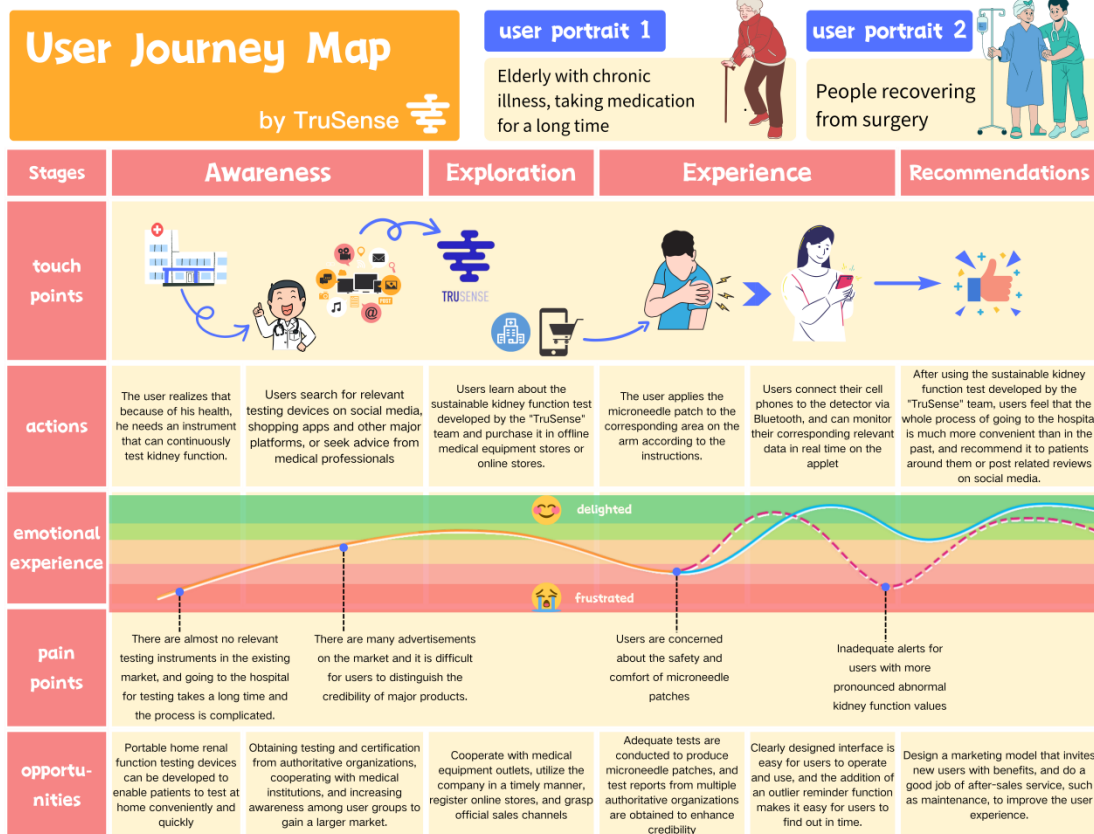 User Journey Map
by TruSense
user portrait 1
Elderly with chronic
illness, taking medication
for a long time
user portrait 2
People recovering
from surgery
Stages
Awareness
Exploration
Experience
Recommendations
touch
points
TRUSENSE
actions
The user realizes that
because of his health,
he needs an instrument
that can continuously
test kidney function.
Users search for relevant
testing devices on social media,
shopping apps and other major
platforms, or seek advice from
medical professionals
Users learn about the
sustainable kidney function test
developed by the "TruSense"
team and purchase it in offline
medical equipment stores or
online stores.
The user applies the
microneedle patch to the
corresponding area on the
arm according to the
instructions.
Users connect their cell
phones to the detector via
Bluetooth, and can monitor
their corresponding relevant
data in real time on the
applet
After using the sustainable kidney
function test developed by the
"TruSense" team, users feel that the
whole process of going to the hospital
is much more convenient than in the
past, and recommend it to patients
around them or post related reviews
on social media.
emotional
experience
delighted
frustrated
pain
points
There are almost no relevant
testing instruments in the existing
market, and going to the hospital
for testing takes a long time and
the process is complicated.
There are many advertisements
on the market and it is difficult
for users to distinguish the
credibility of major products.
Users are concerned
about the safety and
comfort of microneedle
patches
Inadequate alerts for
users with more
pronounced abnormal
kidney function values
opportu-
nities
Portable home renal
function testing devices
can be developed to
enable patients to test at
home conveniently and
quickly
Obtaining testing and certification
from authoritative organizations,
cooperating with medical
institutions, and increasing
awareness among user groups to
gain a larger market.
Cooperate with medical
equipment outlets, utilize the
company in a timely manner,
register online stores, and grasp
official sales channels
Adequate tests are
conducted to produce
microneedle patches, and
test reports from multiple
authoritative organizations
are obtained to enhance
credibility
Clearly designed interface is
easy for users to operate
and use, and the addition of
an outlier reminder function
makes it easy for users to
find out in time.
Design a marketing model that invites
new users with benefits, and do a
good job of after-sales service, such
as maintenance, to improve the user
experience.